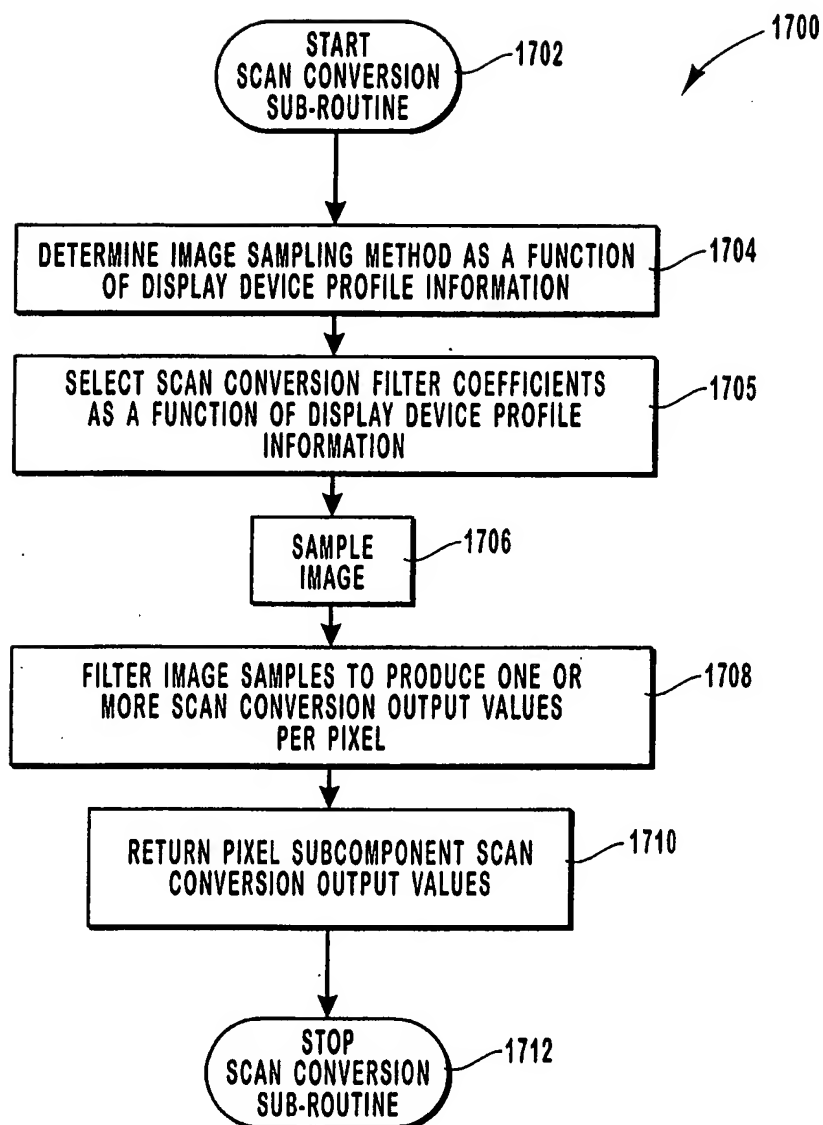 1700
START
SCAN CONVERSION
SUB-ROUTINE
1702
DETERMINE IMAGE SAMPLING METHOD AS A FUNCTION
OF DISPLAY DEVICE PROFILE INFORMATION
1704
SELECT SCAN CONVERSION FILTER COEFFICIENTS
AS A FUNCTION OF DISPLAY DEVICE PROFILE
INFORMATION
1705
SAMPLE
IMAGE
1706
FILTER IMAGE SAMPLES TO PRODUCE ONE OR
MORE SCAN CONVERSION OUTPUT VALUES
PER PIXEL
1708
RETURN PIXEL SUBCOMPONENT SCAN
CONVERSION OUTPUT VALUES
1710
STOP
SCAN CONVERSION
SUB-ROUTINE
1712